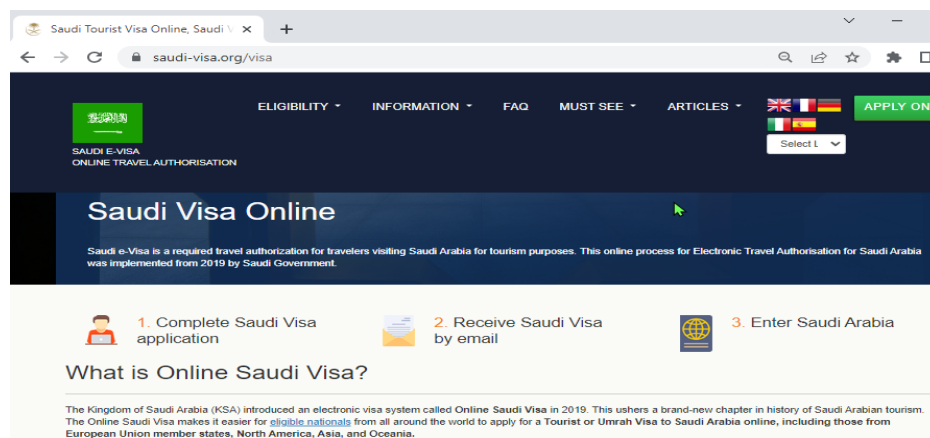 Saudi Tourist Visa Online, Saudi V
saudi-visa.org/visa
ELIGIBILITY
INFORMATION
FAQ
MUST SEE
ARTICLES
APPLY ON
Select L
SAUDI E-VISA
ONLINE TRAVEL AUTHORISATION
Saudi Visa Online
Saudi e-Visa is a required travel authorization for travelers visiting Saudi Arabia for tourism purposes. This online process for Electronic Travel Authorisation for Saudi Arabia
was implemented from 2019 by Saudi Government.
1. Complete Saudi Visa
application
2. Receive Saudi Visa
by email
3. Enter Saudi Arabia
What is Online Saudi Visa?
The Kingdom of Saudi Arabia (KSA) introduced an electronic visa system called Online Saudi Visa in 2019. This ushers a brand-new chapter in history of Saudi Arabian tourism.
The Online Saudi Visa makes it easier for eligible nationals from all around the world to apply for a Tourist or Umrah Visa to Saudi Arabia online, including those from
European Union member states, North America, Asia, and Oceania.